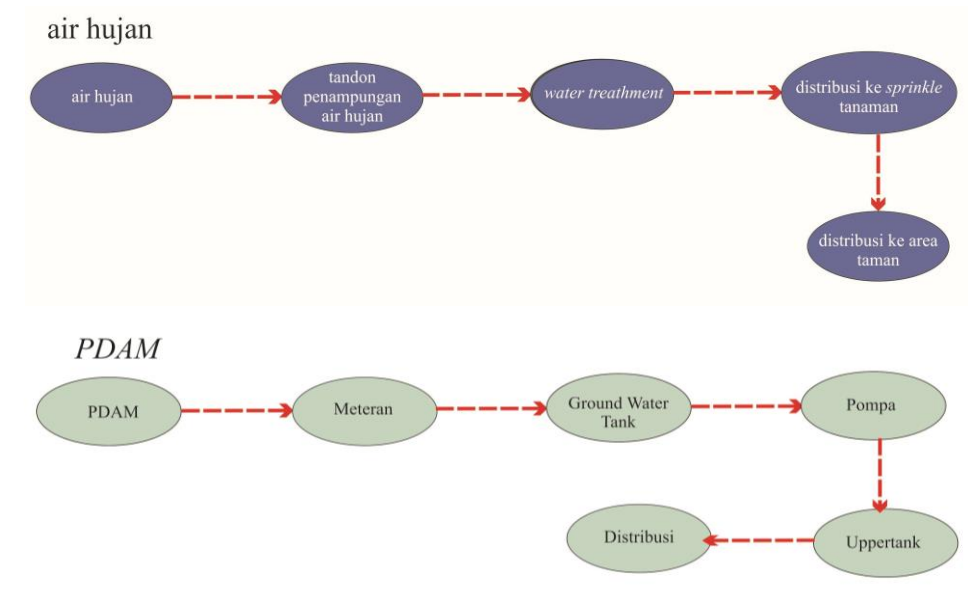 air hujan
air hujan
tandon
penampungan
air hujan
water treathment
distribusi ke sprinkle
tanaman
distribusi ke area
taman
PDAM
PDAM
Meteran
Ground Water
Tank
Pompa
Distribusi
Uppertank